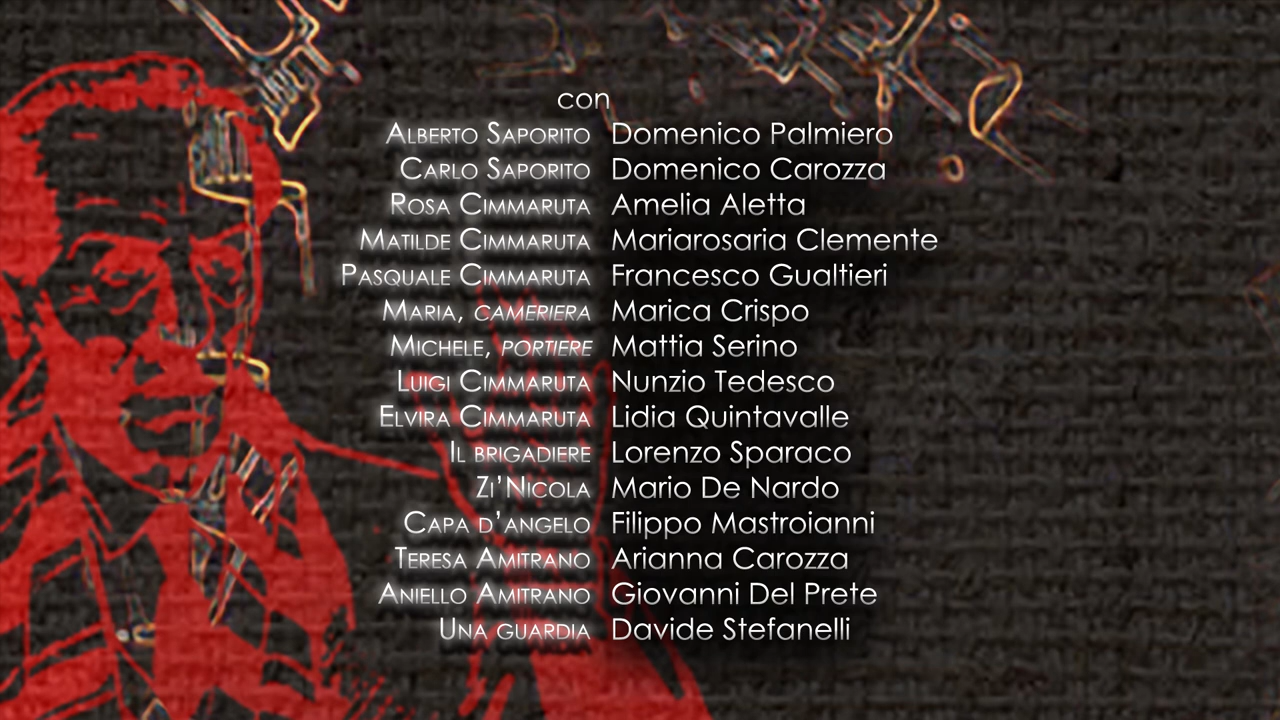 con
Alberto Saporito Domenico Palmiero
Carlo Saporito Domenico Carozza
Rosa Cimmaruta Amelia Aletta
Matilde Cimmaruta Mariarosaria Clemente
Pasquale Cimmaruta Francesco Gualtieri
Maria, cameriera Marica Crispo
Michele, portiere Mattia Serino
Luigi Cimmaruta Nunzio Tedesco
Elvira Cimmaruta Lidia Quintavalle
Il brigadiere Lorenzo Sparaco
Zi'Nicola Mario De Nardo
Capa d'angelo Filippo Mastroianni
Teresa Amitrano Arianna Carozza
Aniello Amitrano Giovanni Del Prete
Una guardia Davide Stefanelli